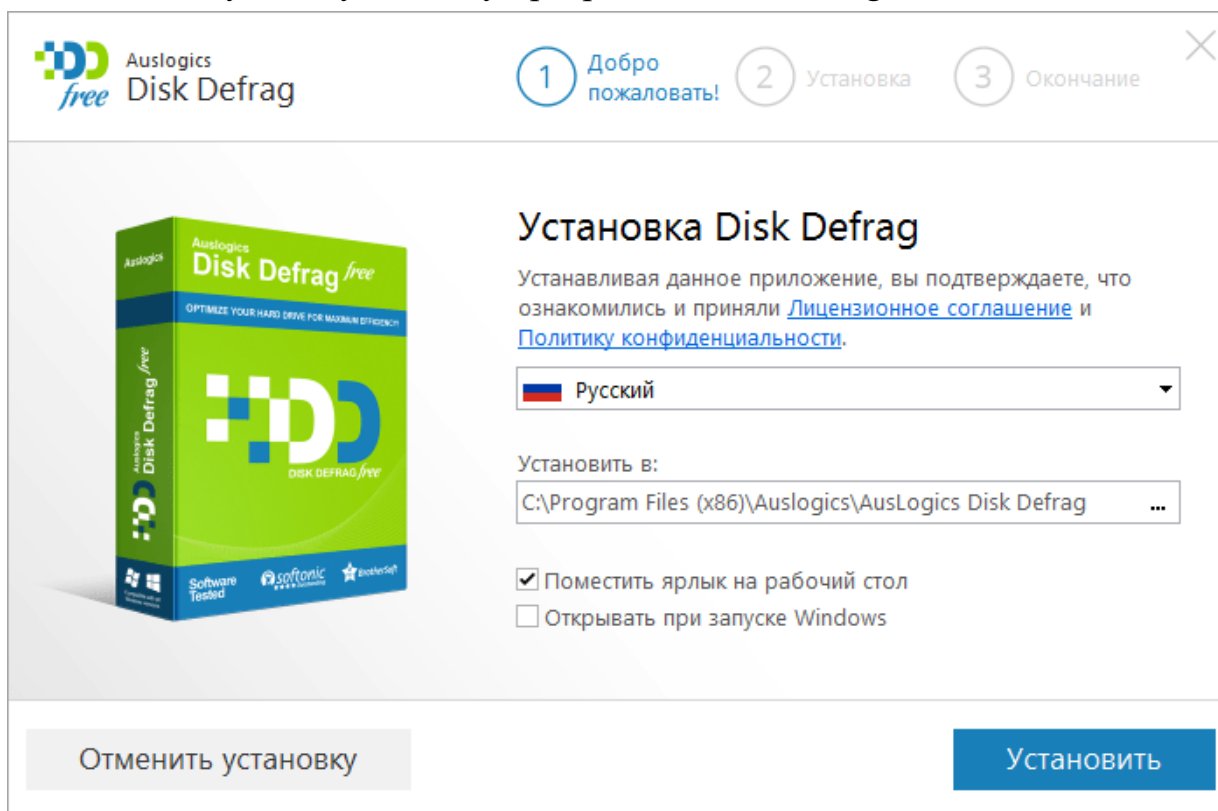 Auslogics
Disk Defrag
free
1
Добро
пожаловать!
2
Установка
3
Окончание
Auslogics
Auslogics
Disk Defrag free
OPTIMIZE YOUR HARD DRIVE FOR MAXIMUM EFFICIENCY!
Auslogics
Disk Defrag free
DISK DEFRAG free
Software
Tested
softonic
BrotherSoft
Установка Disk Defrag
Устанавливая данное приложение, вы подтверждаете, что
ознакомились и приняли Лицензионное соглашение и
Политику конфиденциальности.
Русский
Установить в:
C:\Program Files (x86)\Auslogics\AusLogics Disk Defrag ...
Поместить ярлык на рабочий стол
Открывать при запуске Windows
Отменить установку
Установить